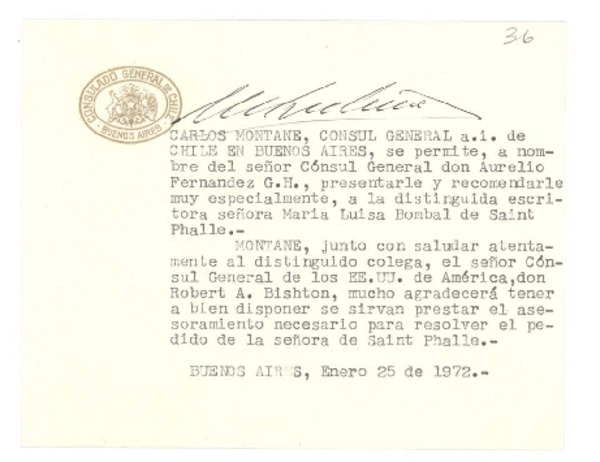 36
CONSULADO GENERAL DE CHILE
- BUENOS AIRES -
CARLOS MONTANE, CONSUL GENERAL a.i. de
CHILE EN BUENOS AIRES, se permite, a nom-
bre del señor Cónsul General don Aurelio
Fernandez G.H., presentarle y recomendarle
muy especialmente, a la distinguida escri-
tora señora Maria Luisa Bombal de Saint
Phalle.-
MONTANE, junto con saludar atenta-
mente al distinguido colega, el señor Cón-
sul General de los EE.UU. de América,don
Robert A. Bishton, mucho agradecerá tener
a bien disponer se sirvan prestar el ase-
soramiento necesario para resolver el pe-
dido de la señora de Saint Phalle.-
BUENOS AIRES, Enero 25 de 1972.-